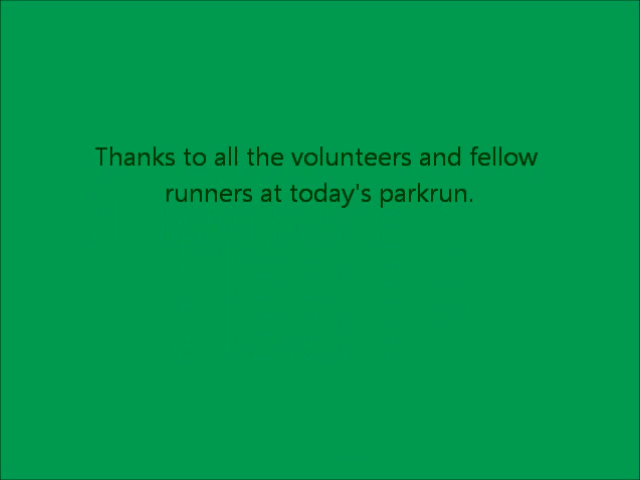 Thanks to all the volunteers and fellow
runners at today's parkrun.